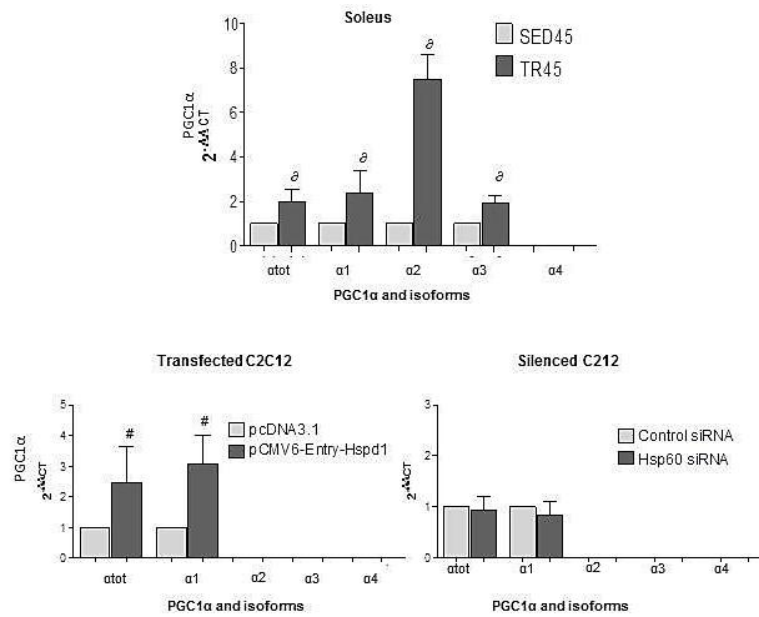 Soleus
SED45
TR45
PGC1α
2-ΔΔCT
10
8
6
4
2
0
∂ ∂ ∂ ∂
αtot α1 α2 α3 α4
PGC1α and isoforms
Transfected C2C12
pcDNA3.1
pCMV6-Entry-Hspd1
PGC1α
2-ΔΔCT
5
4
3
2
1
0
# #
αtot α1 α2 α3 α4
PGC1α and isoforms
Silenced C212
Control siRNA
Hsp60 siRNA
2-ΔΔCT
3
2
1
0
αtot α1 α2 α3 α4
PGC1α and isoforms